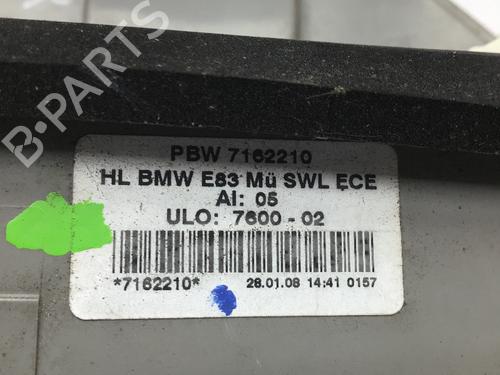 B-PARTS
PBW 7162210
HL BMW E83 Mü SWL ECE
AI: 05
ULO: 7600 - 02
*7162210* 28.01.08 14:41 0157